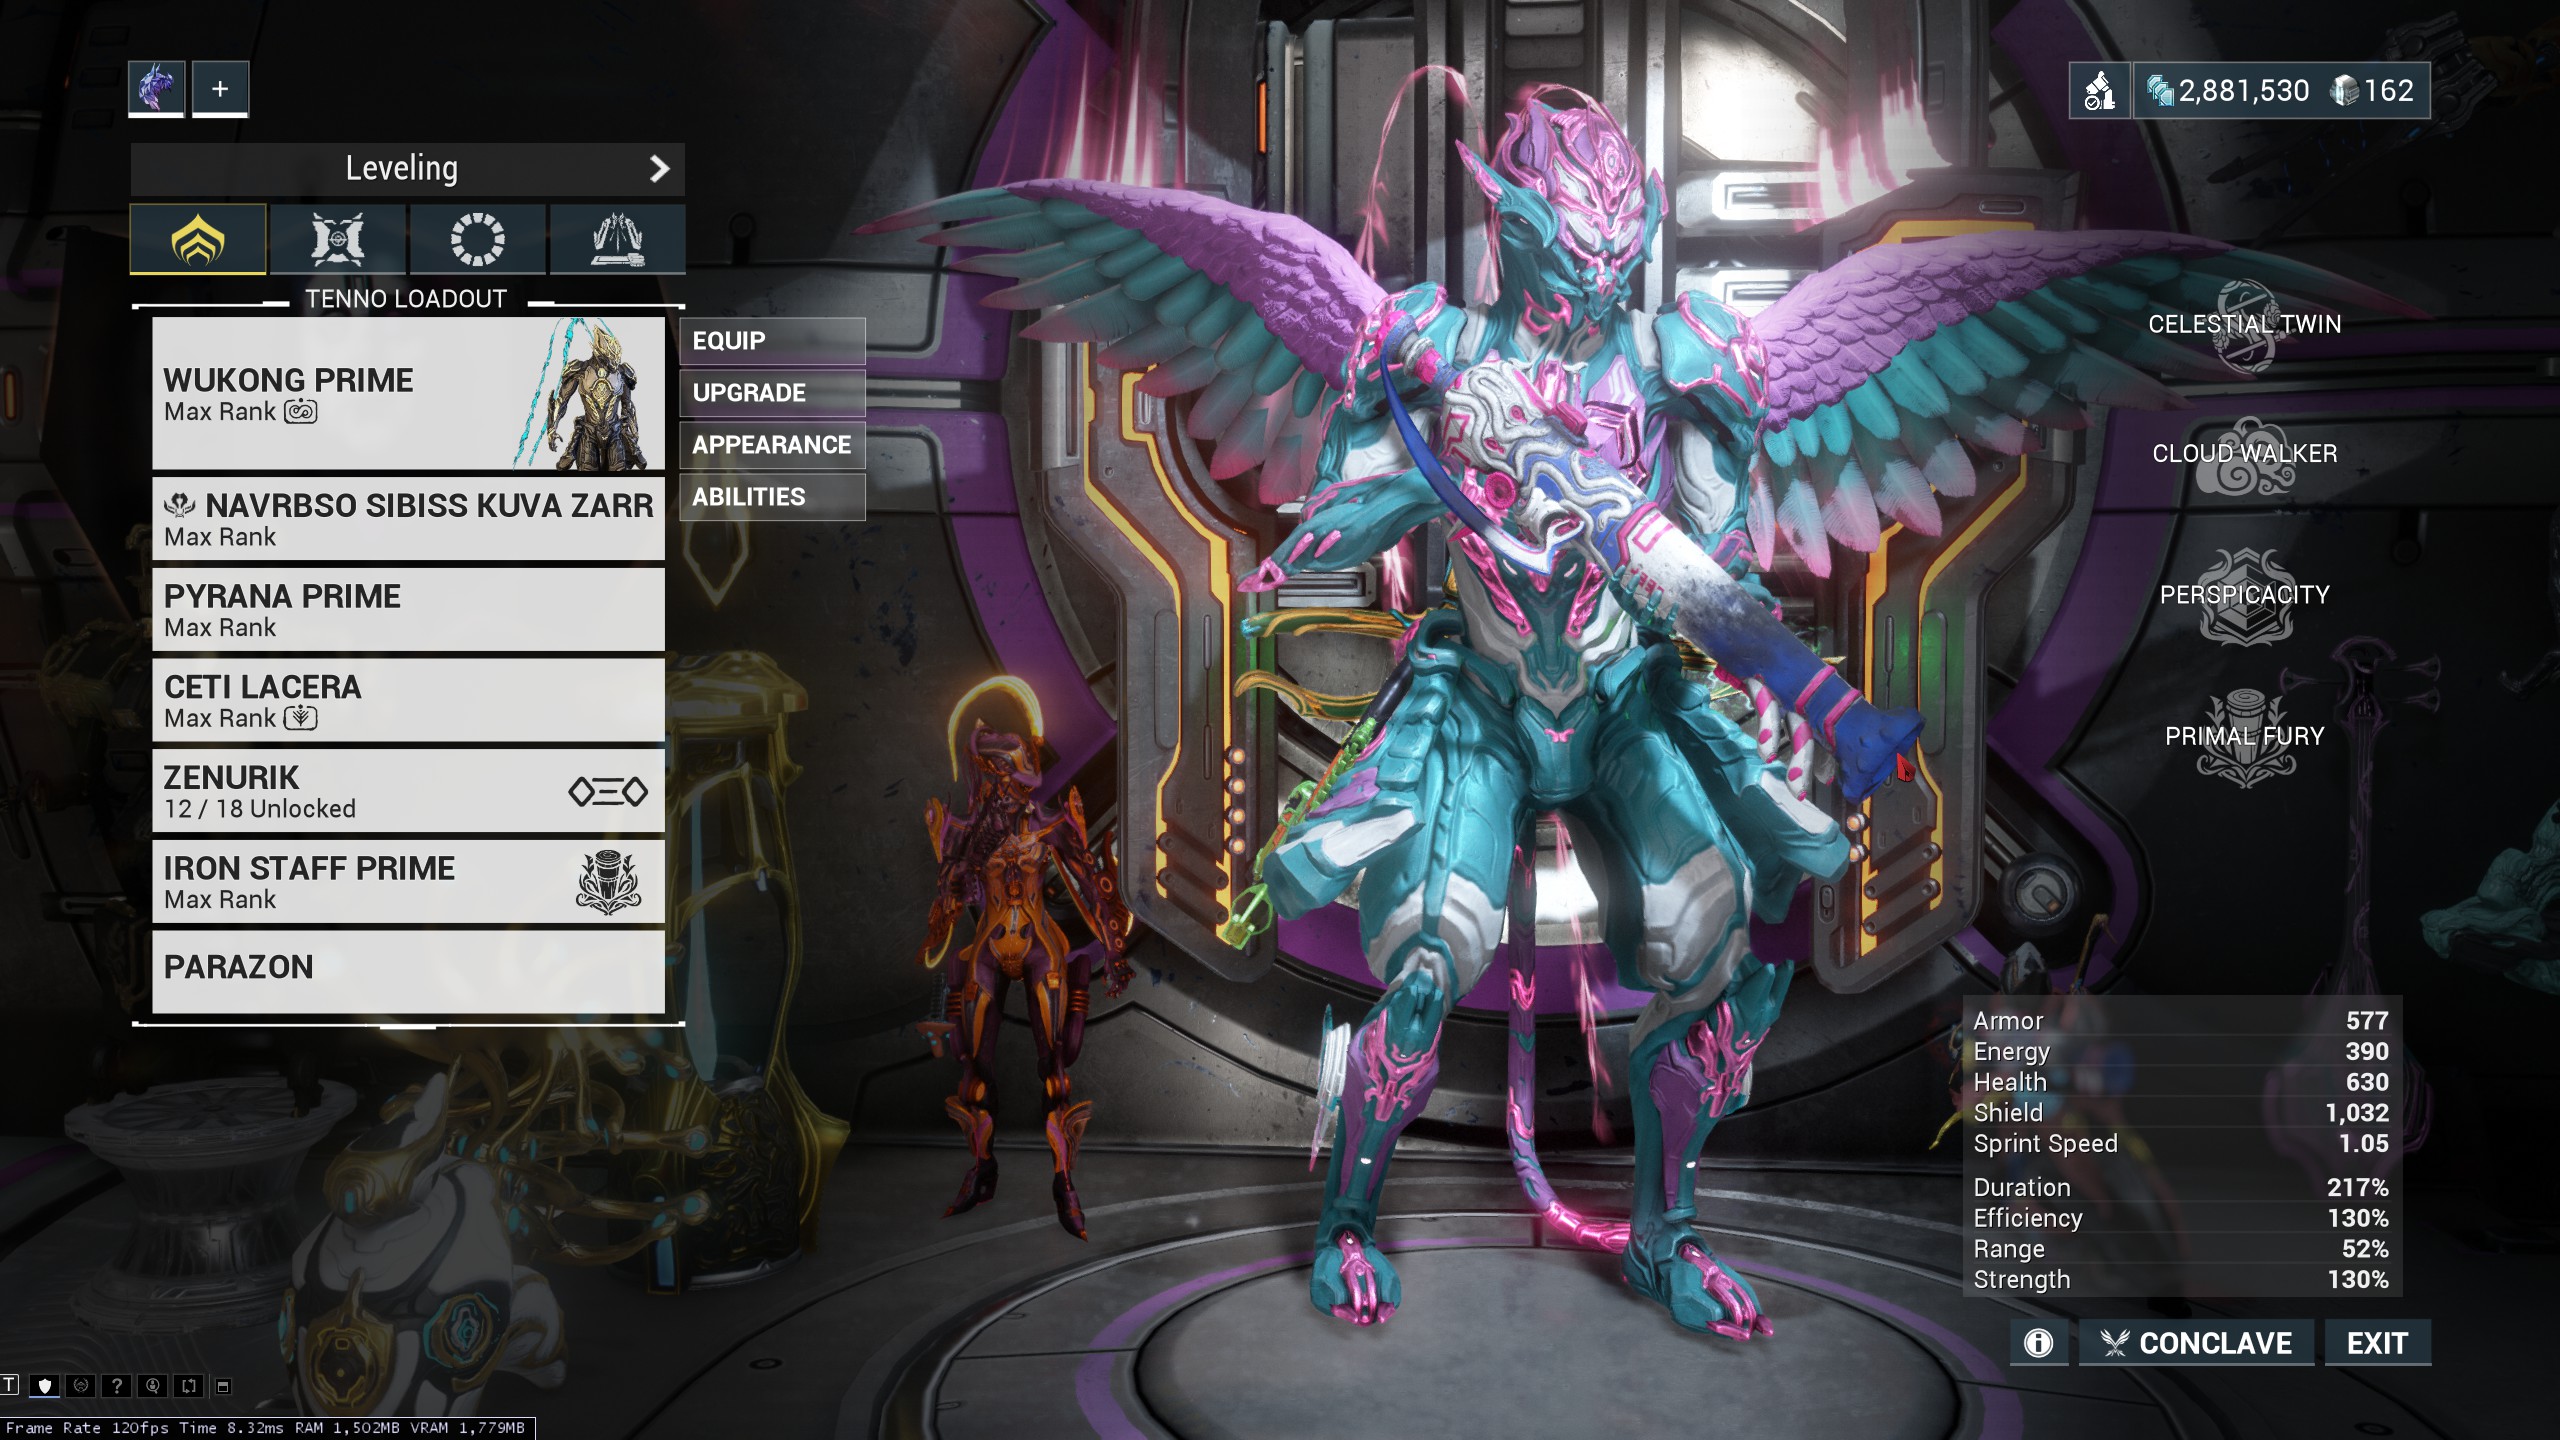 +
2,881,530 162
Leveling
TENNO LOADOUT
WUKONG PRIME
Max Rank
NAVRBSO SIBISS KUVA ZARR
Max Rank
PYRANA PRIME
Max Rank
CETI LACERA
Max Rank
ZENURIK
12 / 18 Unlocked
IRON STAFF PRIME
Max Rank
PARAZON
EQUIP
UPGRADE
APPEARANCE
ABILITIES
CELESTIAL TWIN
CLOUD WALKER
PERSPICACITY
PRIMAL FURY
Armor 577
Energy 390
Health 630
Shield 1,032
Sprint Speed 1.05
Duration 217%
Efficiency 130%
Range 52%
Strength 130%
CONCLAVE EXIT
T ?
Frame Rate 120fps Time 8.32ms RAM 1,502MB VRAM 1,779MB